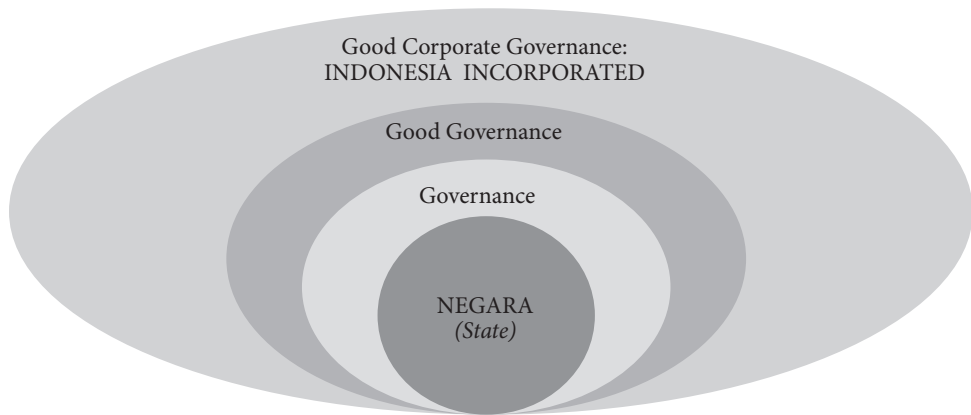 Good Corporate Governance:
INDONESIA INCORPORATED
Good Governance
Governance
NEGARA
(State)